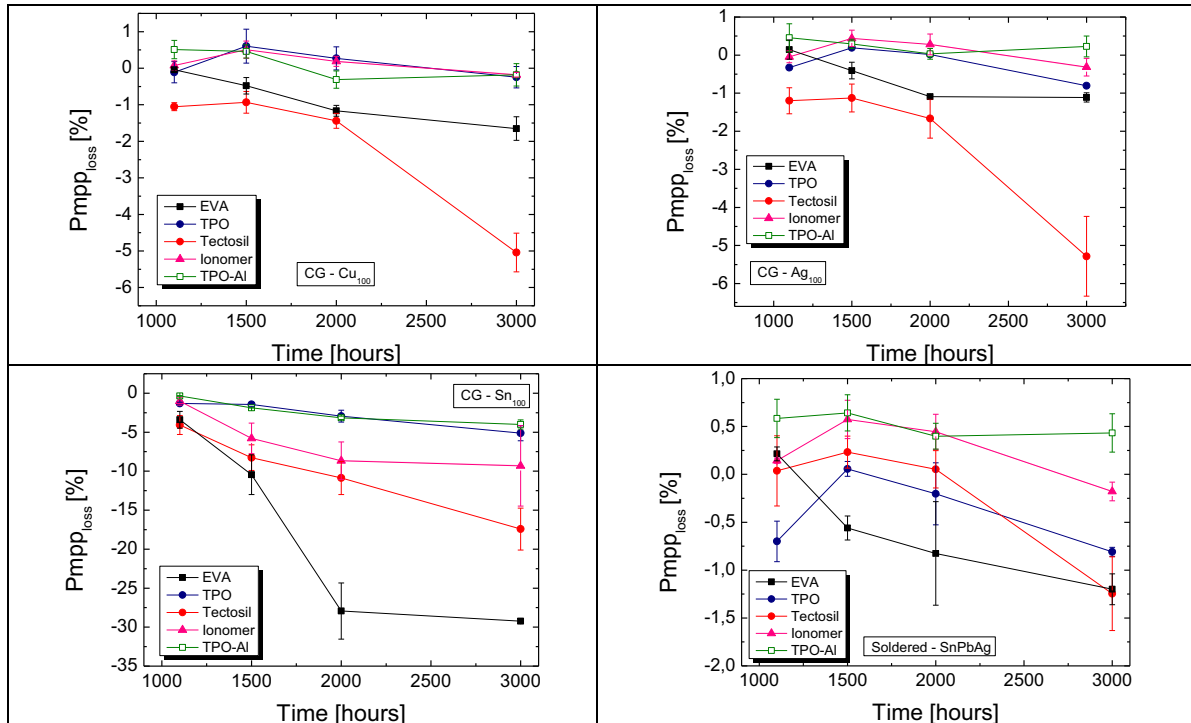 1
0
-1
-2
-3
-4
-5
-6
Pmpp_loss [%]
EVA
TPO
Tectosil
Ionomer
TPO-Al
CG - Cu_100
1000 1500 2000 2500 3000
Time [hours]
1
0
-1
-2
-3
-4
-5
-6
Pmpp_loss [%]
EVA
TPO
Tectosil
Ionomer
TPO-Al
CG - Ag_100
1000 1500 2000 2500 3000
Time [hours]
0
-5
-10
-15
-20
-25
-30
-35
Pmpp_loss [%]
CG - Sn_100
EVA
TPO
Tectosil
Ionomer
TPO-Al
1000 1500 2000 2500 3000
Time [hours]
1,0
0,5
0,0
-0,5
-1,0
-1,5
-2,0
Pmpp_loss [%]
EVA
TPO
Tectosil
Ionomer
TPO-Al
Soldered - SnPbAg
1000 1500 2000 2500 3000
Time [hours]